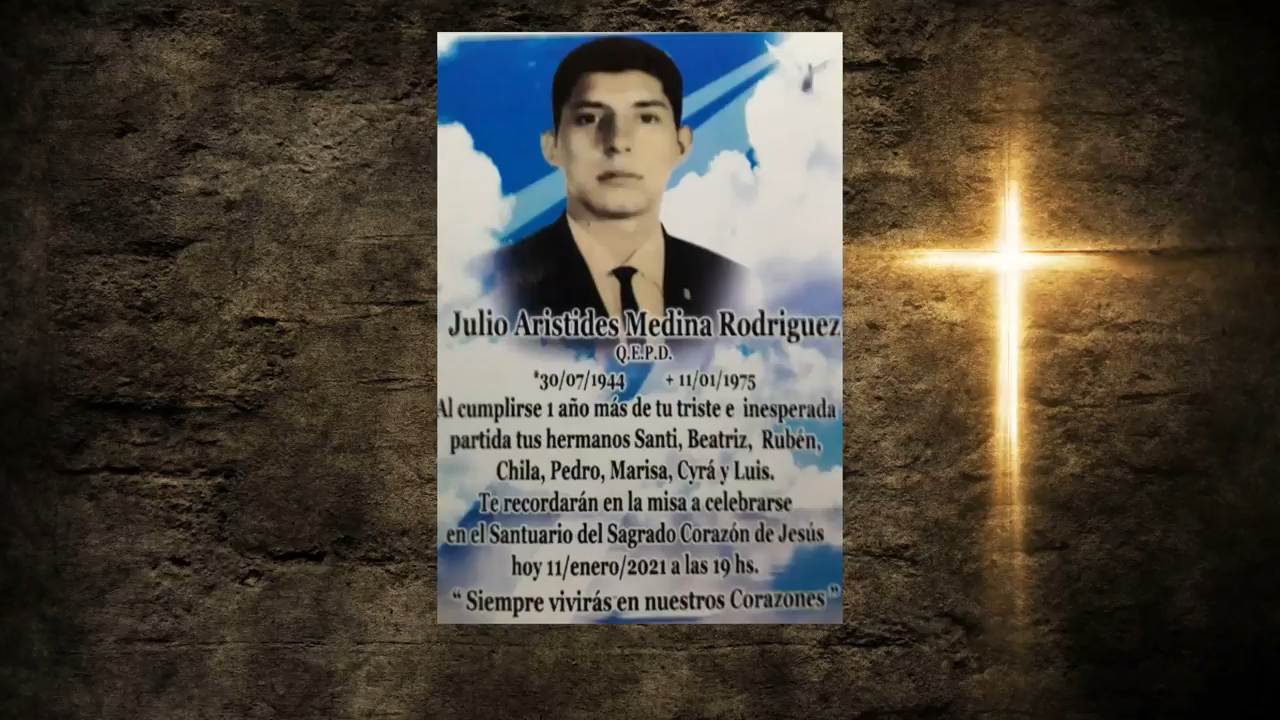 Julio Aristides Medina Rodriguez
Q.E.P.D.
*30/07/1944 + 11/01/1975
Al cumplirse 1 año más de tu triste e inesperada
partida tus hermanos Santi, Beatriz, Rubén,
Chila, Pedro, Marisa, Cyrá y Luis.
Te recordarán en la misa a celebrarse
en el Santuario del Sagrado Corazón de Jesús
hoy 11/enero/2021 a las 19 hs.
“ Siempre vivirás en nuestros Corazones ”